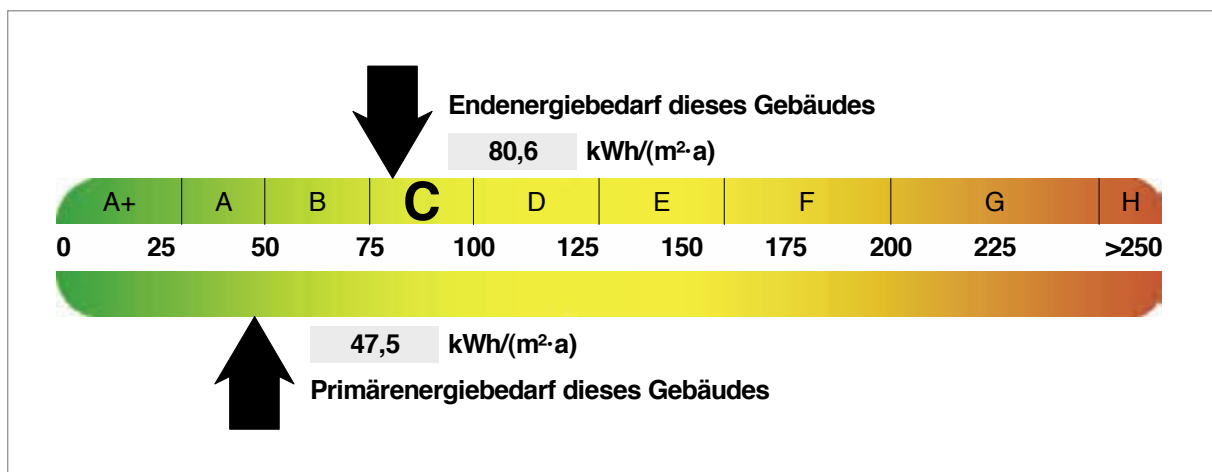 Endenergiebedarf dieses Gebäudes
80,6 kWh/(m²·a)
A+ A B C D E F G H
0 25 50 75 100 125 150 175 200 225 >250
47,5 kWh/(m²·a)
Primärenergiebedarf dieses Gebäudes